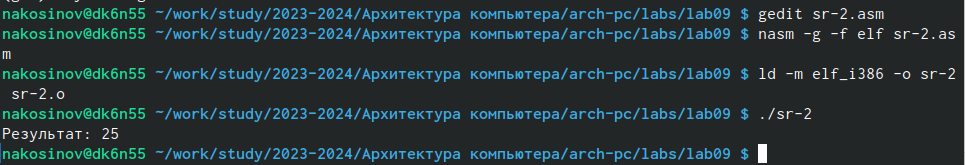 nakosinov@dk6n55 ~/work/study/2023-2024/Архитектура компьютера/arch-pc/labs/lab09 $ gedit sr-2.asm
nakosinov@dk6n55 ~/work/study/2023-2024/Архитектура компьютера/arch-pc/labs/lab09 $ nasm -g -f elf sr-2.as
m
nakosinov@dk6n55 ~/work/study/2023-2024/Архитектура компьютера/arch-pc/labs/lab09 $ ld -m elf_i386 -o sr-2
sr-2.o
nakosinov@dk6n55 ~/work/study/2023-2024/Архитектура компьютера/arch-pc/labs/lab09 $ ./sr-2
Результат: 25
nakosinov@dk6n55 ~/work/study/2023-2024/Архитектура компьютера/arch-pc/labs/lab09 $